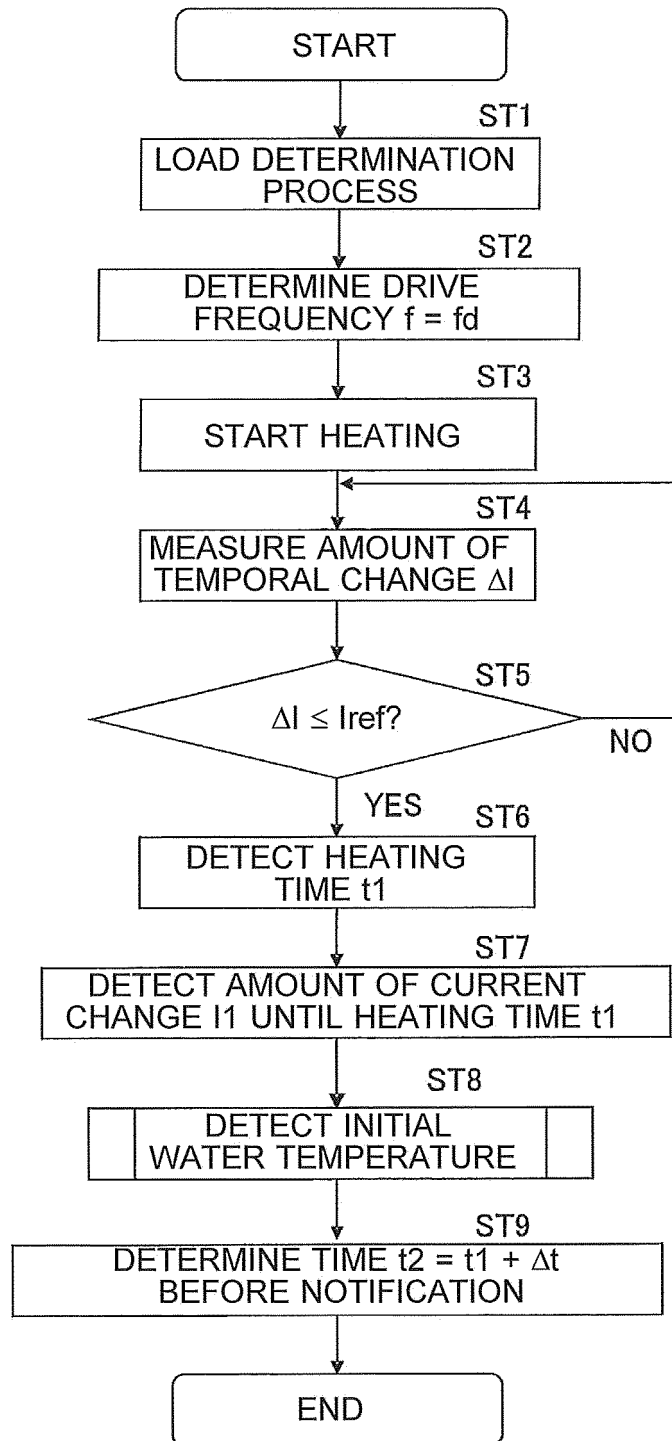 START
ST1
LOAD DETERMINATION
PROCESS
ST2
DETERMINE DRIVE
FREQUENCY f = fd
ST3
START HEATING
ST4
MEASURE AMOUNT OF
TEMPORAL CHANGE ΔI
ST5
ΔI ≤ Iref?
NO
YES
ST6
DETECT HEATING
TIME t1
ST7
DETECT AMOUNT OF CURRENT
CHANGE I1 UNTIL HEATING TIME t1
ST8
DETECT INITIAL
WATER TEMPERATURE
ST9
DETERMINE TIME t2 = t1 + Δt
BEFORE NOTIFICATION
END